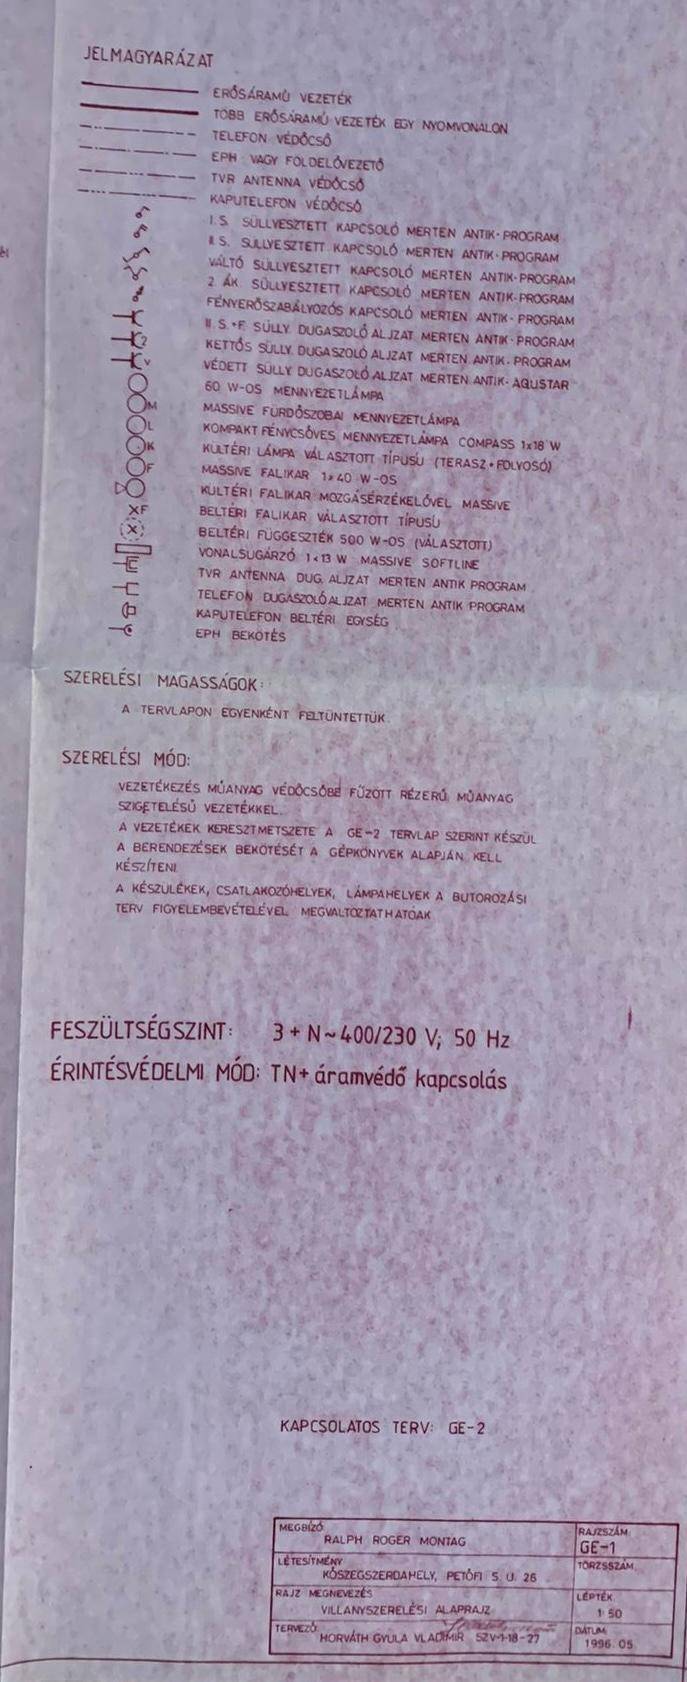 JELMAGYARÁZAT
ERŐSÁRAMÚ VEZETÉK
TÖBB ERŐSÁRAMÚ VEZETÉK EGY NYOMVONALON
TELEFON VÉDŐCSŐ
EPH VAGY FÖLDELŐVEZETŐ
TVR ANTENNA VÉDŐCSŐ
KAPUTELEFON VÉDŐCSŐ
I.S. SÜLLYESZTETT KAPCSOLÓ MERTEN ANTIK-PROGRAM
II.S. SÜLLYESZTETT KAPCSOLÓ MERTEN ANTIK-PROGRAM
VÁLTÓ SÜLLYESZTETT KAPCSOLÓ MERTEN ANTIK-PROGRAM
2 ÁK. SÜLLYESZTETT KAPCSOLÓ MERTEN ANTIK-PROGRAM
FÉNYERŐSZABÁLYOZÓS KAPCSOLÓ MERTEN ANTIK-PROGRAM
II.S.+F. SÜLLY DUGASZOLÓ ALJZAT MERTEN ANTIK-PROGRAM
2 KETTŐS SÜLLY. DUGASZOLÓ ALJZAT MERTEN ANTIK-PROGRAM
V VÉDETT SÜLLY DUGASZOLÓ ALJZAT MERTEN ANTIK-AQUSTAR
60 W-OS MENNYEZETLÁMPA
M MASSIVE FÜRDŐSZOBAI MENNYEZETLÁMPA
L KOMPAKT FÉNYCSÖVES MENNYEZETLÁMPA COMPASS 1x18 W
K KÜLTÉRI LÁMPA VÁLASZTOTT TÍPUSÚ (TERASZ+FOLYOSÓ)
F MASSIVE FALIKAR 1x40 W-OS
KÜLTÉRI FALIKAR MOZGÁSÉRZÉKELŐVEL MASSIVE
XF BELTÉRI FALIKAR VÁLASZTOTT TÍPUSÚ
BELTÉRI FÜGGESZTÉK 500 W-OS (VÁLASZTOTT)
VONALSUGÁRZÓ 1x13 W MASSIVE SOFTLINE
TVR ANTENNA DUG. ALJZAT MERTEN ANTIK PROGRAM
TELEFON DUGASZOLÓALJZAT MERTEN ANTIK PROGRAM
KAPUTELEFON BELTÉRI EGYSÉG
EPH BEKÖTÉS
SZERELÉSI MAGASSÁGOK:
A TERVLAPON EGYENKÉNT FELTÜNTETTÜK
SZERELÉSI MÓD:
VEZETÉKEZÉS MŰANYAG VÉDŐCSŐBE FŰZÖTT RÉZERŰ, MŰANYAG
SZIGETELÉSŰ VEZETÉKKEL.
A VEZETÉKEK KERESZTMETSZETE A GE-2 TERVLAP SZERINT KÉSZÜL
A BERENDEZÉSEK BEKÖTÉSÉT A GÉPKÖNYVEK ALAPJÁN KELL
KÉSZÍTENI
A KÉSZÜLÉKEK, CSATLAKOZÓHELYEK, LÁMPAHELYEK A BUTOROZÁSI
TERV FIGYELEMBEVÉTELÉVEL MEGVÁLTOZTATHATÓAK
FESZÜLTSÉGSZINT: 3+N~400/230 V; 50 Hz
ÉRINTÉSVÉDELMI MÓD: TN+áramvédő kapcsolás
KAPCSOLATOS TERV: GE-2
MEGBÍZÓ
RALPH ROGER MONTAG
RAJZSZÁM
GE-1
LÉTESÍTMÉNY
KŐSZEGSZERDAHELY, PETŐFI S. U. 26
TÖRZSSZÁM
RAJZ MEGNEVEZÉS
VILLANYSZERELÉSI ALAPRAJZ
LÉPTÉK
1:50
TERVEZŐ:
HORVÁTH GYULA VLADIMIR SZV-1-18-27
DÁTUM
1996.05